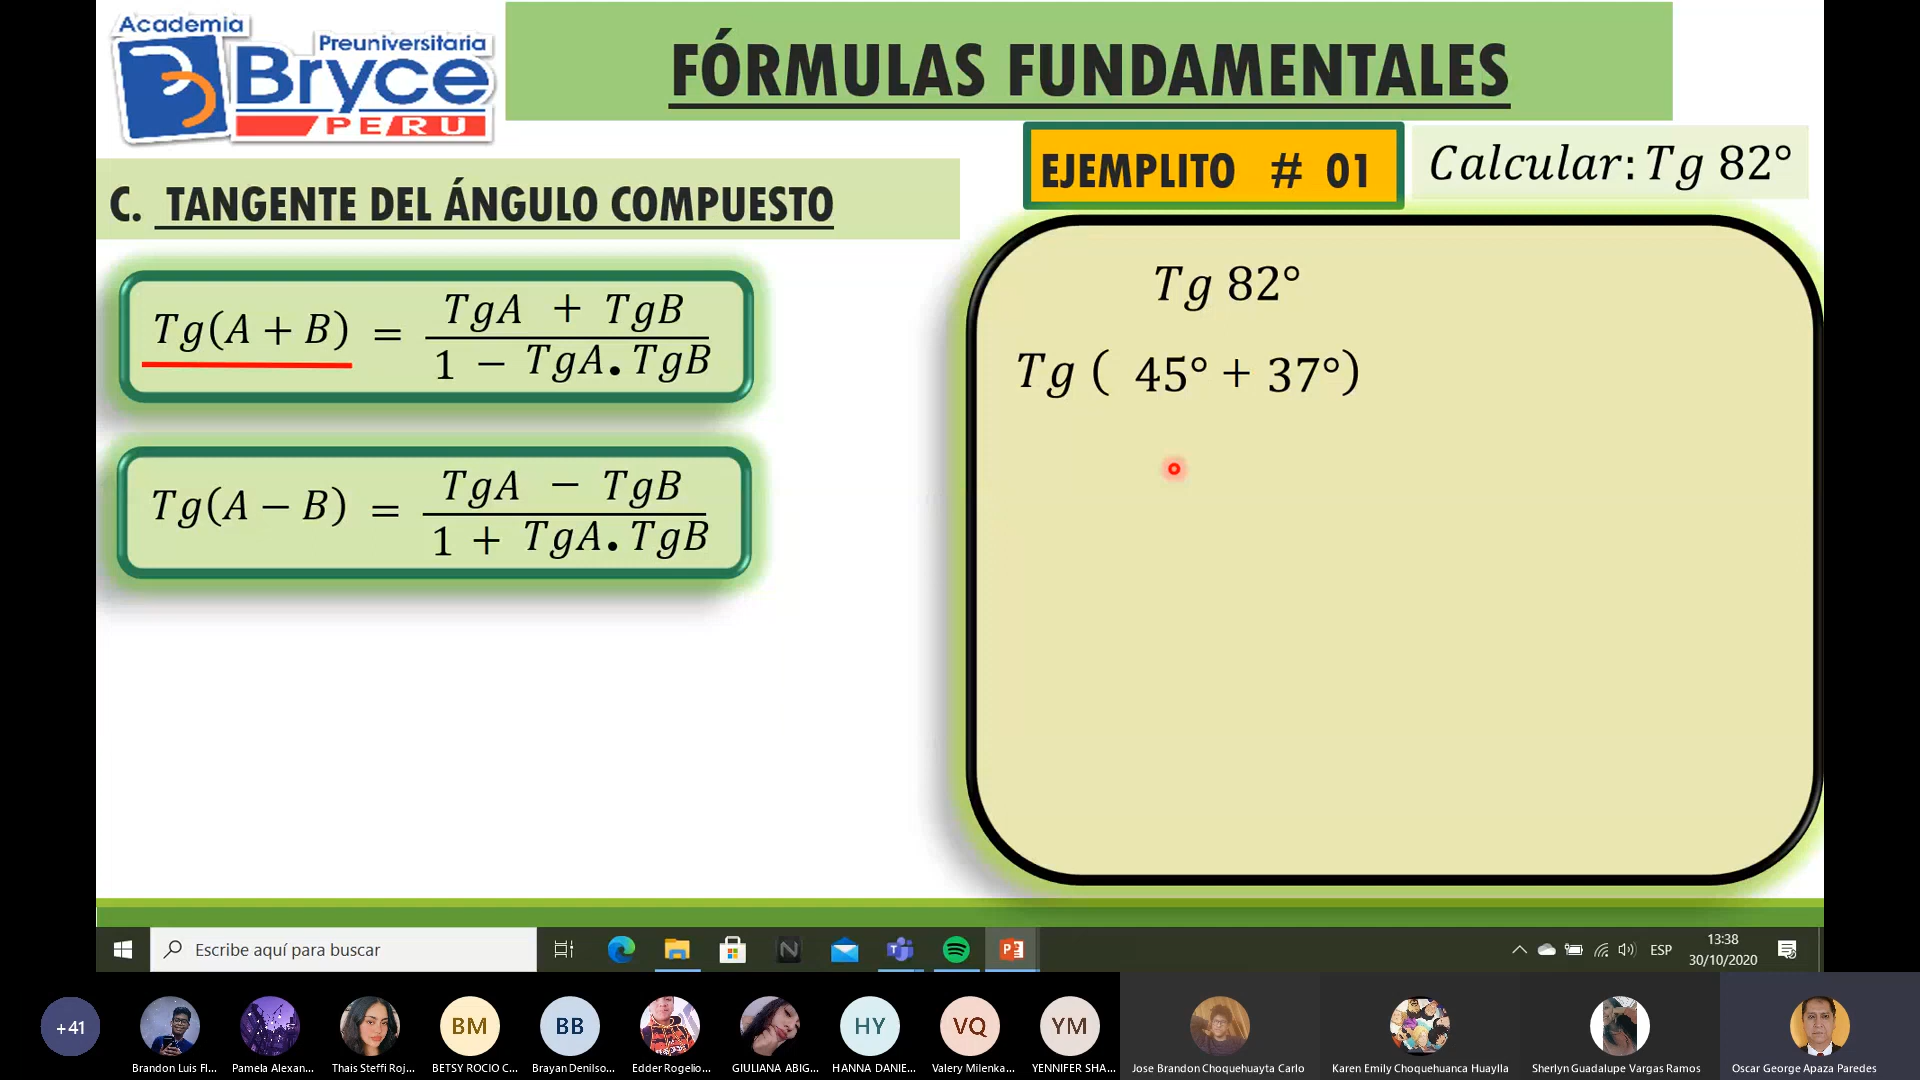 Academia
Preuniversitaria
Bryce
PERU
FÓRMULAS FUNDAMENTALES
EJEMPLITO # 01
Calcular: Tg 82°
C. TANGENTE DEL ÁNGULO COMPUESTO
Tg(A + B) = \frac{TgA + TgB}{1 − TgA . TgB}
Tg(A − B) = \frac{TgA − TgB}{1 + TgA . TgB}
Tg 82°
Tg ( 45° + 37°)
Escribe aquí para buscar
ESP
13:38
30/10/2020
+41
BM
BB
HY
VQ
YM
Brandon Luis Fl...
Pamela Alexan...
Thais Steffi Roj...
BETSY ROCIO C...
Brayan Denilso...
Edder Rogelio...
GIULIANA ABIG...
HANNA DANIE...
Valery Milenka...
YENNIFER SHA...
Jose Brandon Choquehuayta Carlo
Karen Emily Choquehuanca Huaylla
Sherlyn Guadalupe Vargas Ramos
Oscar George Apaza Paredes